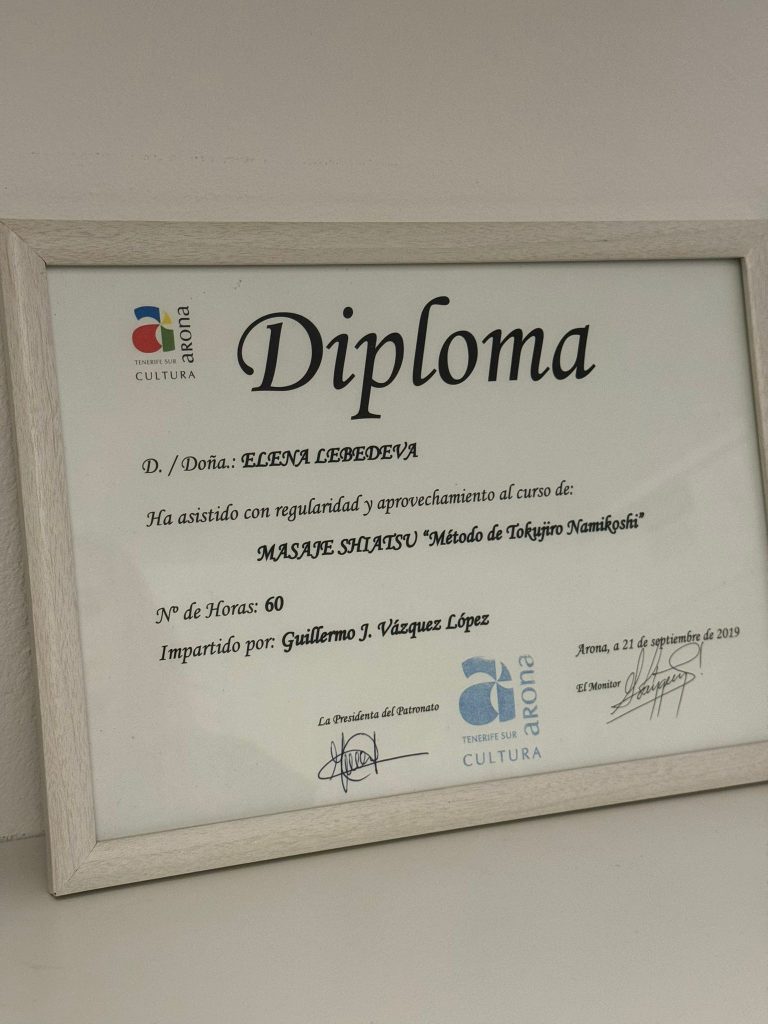 arona
TENERIFE SUR
CULTURA
Diploma
D. / Doña.: ELENA LEBEDEVA
Ha asistido con regularidad y aprovechamiento al curso de:
MASAJE SHIATSU “Método de Tokujiro Namikoshi”
Nº de Horas: 60
Impartido por: Guillermo J. Vázquez López
Arona, a 21 de septiembre de 2019
La Presidenta del Patronato
El Monitor
arona
TENERIFE SUR
CULTURA